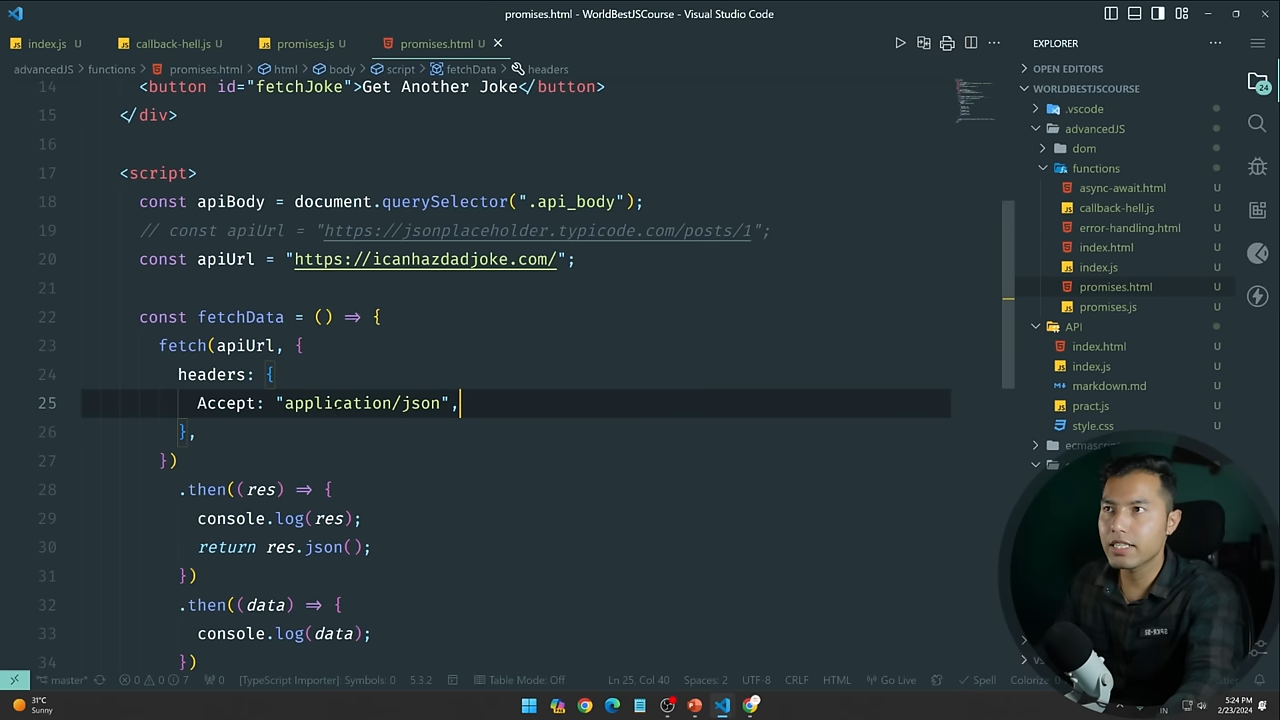 promises.html - WorldBestJSCourse - Visual Studio Code
index.js U
callback-hell.js U
promises.js U
promises.html U
EXPLORER
advancedJS > functions > promises.html > html > body > script > fetchData > headers
OPEN EDITORS
WORLDBESTJSCOURSE
.vscode
advancedJS
dom
functions
async-await.html U
callback-hell.js U
error-handling.html U
index.html U
index.js U
promises.html U
promises.js U
API
index.html U
index.js U
markdown.md U
pract.js U
style.css U
24
14 <button id="fetchJoke">Get Another Joke</button>
15 </div>
16
17 <script>
18 const apiBody = document.querySelector(".api_body");
19 // const apiUrl = "https://jsonplaceholder.typicode.com/posts/1";
20 const apiUrl = "https://icanhazdadjoke.com/";
21
22 const fetchData = () => {
23 fetch(apiUrl, {
24 headers: {
25 Accept: "application/json",
26 },
27 })
28 .then((res) => {
29 console.log(res);
30 return res.json();
31 })
32 .then((data) => {
33 console.log(data);
34 })
master* 0 0 7 0 [TypeScript Importer] Symbols: 0 5.3.2 Table Mode: Off Ln 25, Col 40 Spaces: 2 UTF-8 CRLF HTML Go Live Spell
31°C
Sunny
IN
5:24 PM
2/23/2024